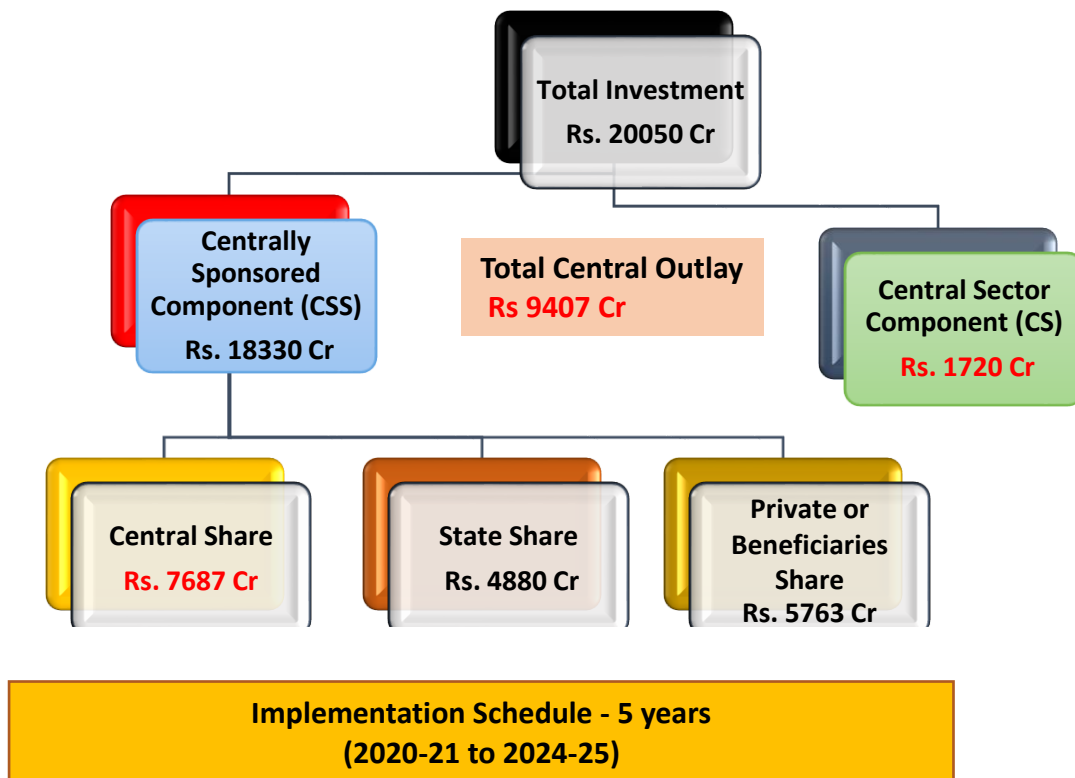 Total Investment
Rs. 20050 Cr
Centrally
Sponsored
Component (CSS)
Rs. 18330 Cr
Total Central Outlay
Rs 9407 Cr
Central Sector
Component (CS)
Rs. 1720 Cr
Central Share
Rs. 7687 Cr
State Share
Rs. 4880 Cr
Private or
Beneficiaries
Share
Rs. 5763 Cr
Implementation Schedule - 5 years
(2020-21 to 2024-25)